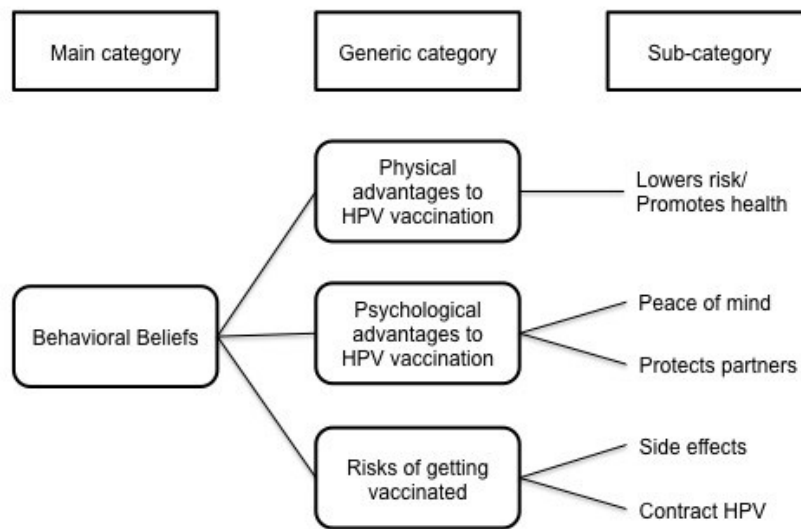 Main category
Generic category
Sub-category
Physical
advantages to
HPV vaccination
Lowers risk/
Promotes health
Behavioral Beliefs
Psychological
advantages to
HPV vaccination
Peace of mind
Protects partners
Risks of getting
vaccinated
Side effects
Contract HPV